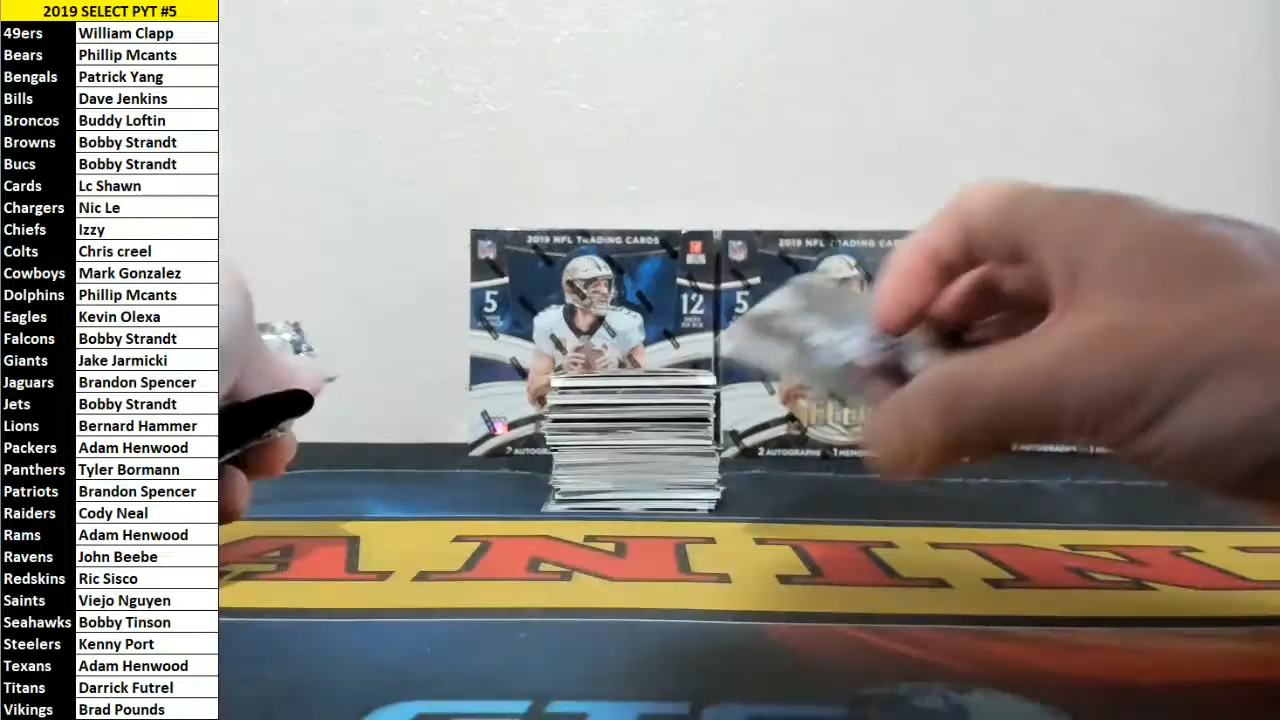 2019 SELECT PYT #5
49ers William Clapp
Bears Phillip Mcants
Bengals Patrick Yang
Bills Dave Jenkins
Broncos Buddy Loftin
Browns Bobby Strandt
Bucs Bobby Strandt
Cards Lc Shawn
Chargers Nic Le
Chiefs Izzy
Colts Chris creel
Cowboys Mark Gonzalez
Dolphins Phillip Mcants
Eagles Kevin Olexa
Falcons Bobby Strandt
Giants Jake Jarmicki
Jaguars Brandon Spencer
Jets Bobby Strandt
Lions Bernard Hammer
Packers Adam Henwood
Panthers Tyler Bormann
Patriots Brandon Spencer
Raiders Cody Neal
Rams Adam Henwood
Ravens John Beebe
Redskins Ric Sisco
Saints Viejo Nguyen
Seahawks Bobby Tinson
Steelers Kenny Port
Texans Adam Henwood
Titans Darrick Futrel
Vikings Brad Pounds
2019 NFL TRADING CARDS
5
12
2019 NFL TRADING
5
2 AUTOGRAPHS
ANINI